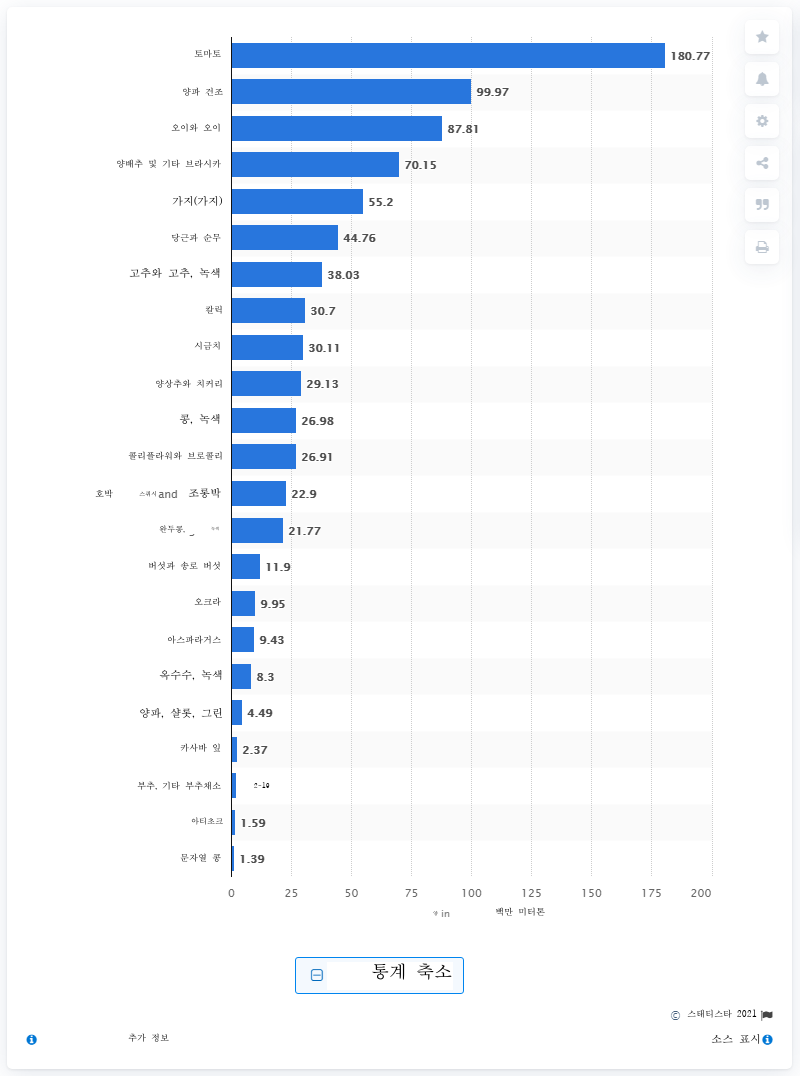 토마토 180.77
양파 건조 99.97
오이와 오이 87.81
양배추 및 기타 브라시카 70.15
가지(가지) 55.2
당근과 순무 44.76
고추와 고추, 녹색 38.03
칼릭 30.7
시금치 30.11
양상추와 치커리 29.13
콩, 녹색 26.98
콜리플라워와 브로콜리 26.91
호박 스쿼시 and 조롱박 22.9
완두콩, 21.77
버섯과 송로 버섯 11.9
오크라 9.95
아스파라거스 9.43
옥수수, 녹색 8.3
양파, 샬롯, 그린 4.49
카사바 잎 2.37
부추, 기타 부추채소
아티초크 1.59
문자열 콩 1.39
0 25 50 75 100 125 150 175 200
in 백만 미터톤
통계 축소
© 스태티스타 2021
추가 정보
소스 표시